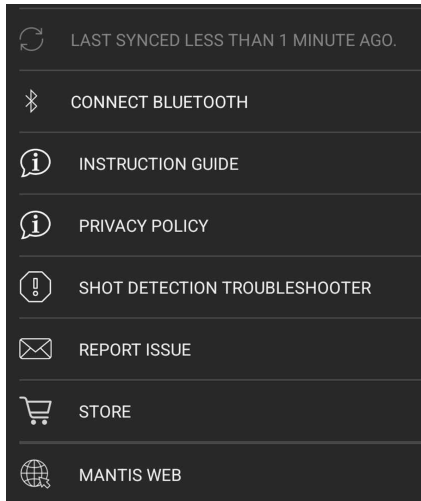 LAST SYNCED LESS THAN 1 MINUTE AGO.
CONNECT BLUETOOTH
INSTRUCTION GUIDE
PRIVACY POLICY
SHOT DETECTION TROUBLESHOOTER
REPORT ISSUE
STORE
MANTIS WEB